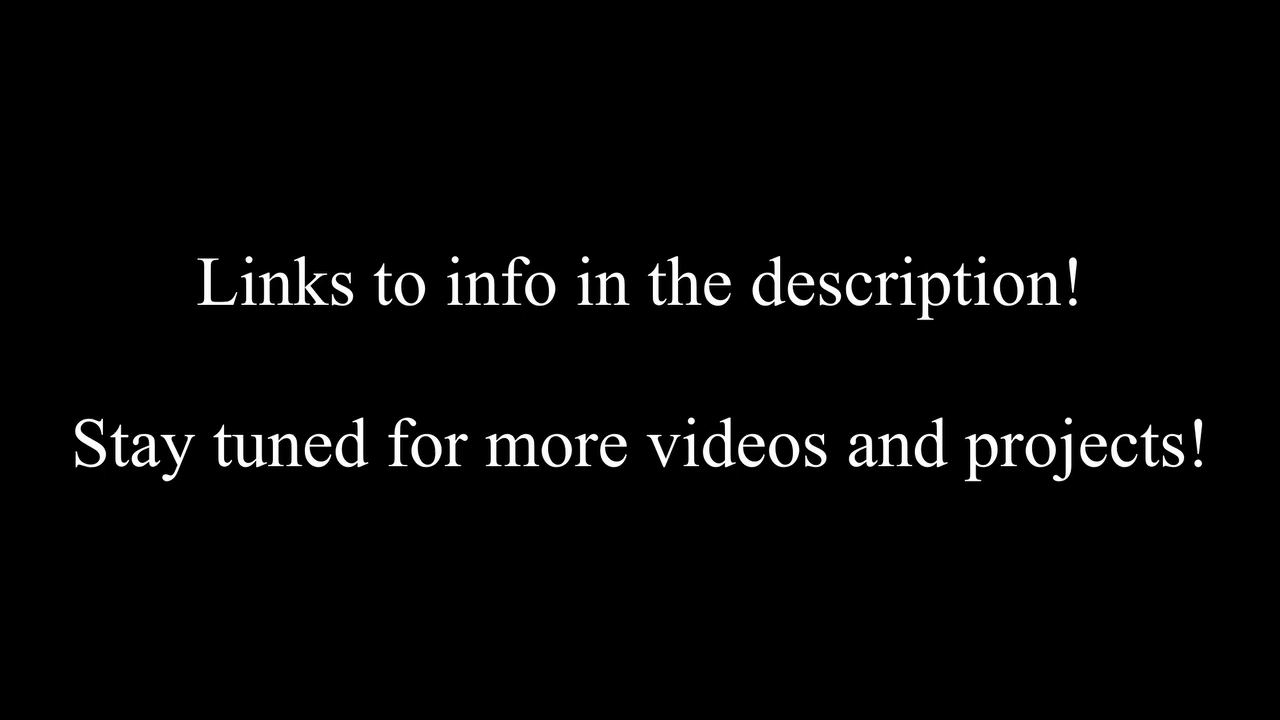 Links to info in the description!
Stay tuned for more videos and projects!